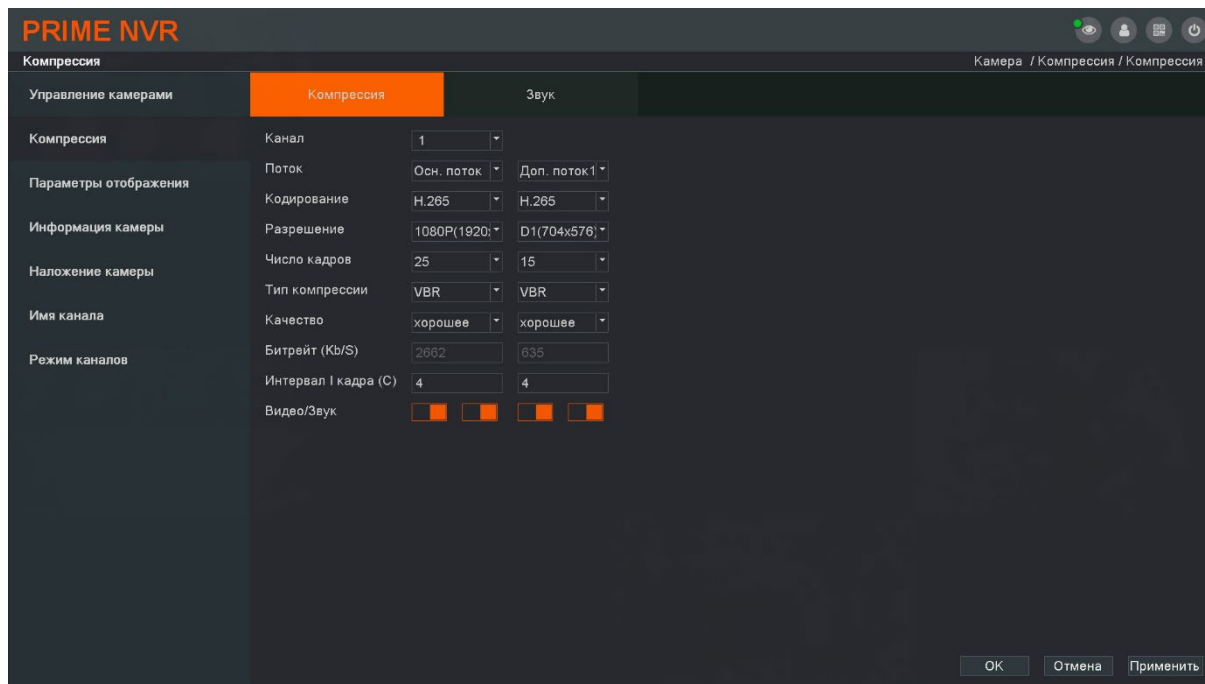 PRIME NVR
Компрессия
Камера / Компрессия / Компрессия
Управление камерами
Компрессия
Параметры отображения
Информация камеры
Наложение камеры
Имя канала
Режим каналов
Компрессия Звук
Канал 1
Поток Осн. поток Доп. поток1
Кодирование H.265 H.265
Разрешение 1080P(1920: D1(704x576)
Число кадров 25 15
Тип компрессии VBR VBR
Качество хорошее хорошее
Битрейт (Kb/S) 2662 635
Интервал I кадра (С) 4 4
Видео/Звук
OK Отмена Применить